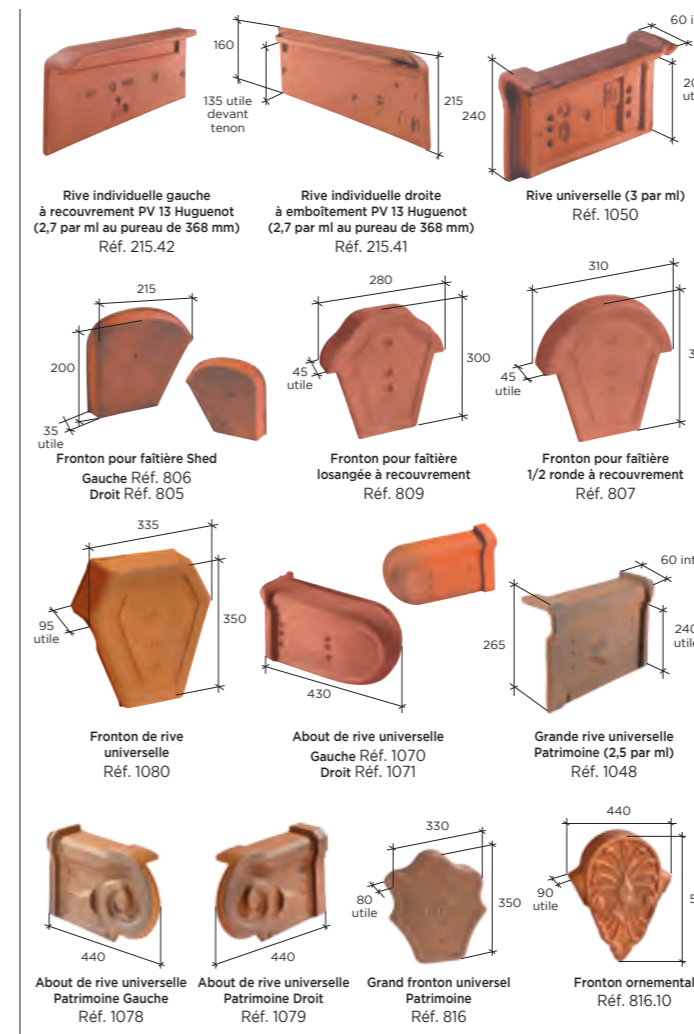 160
135 utile
devant
tenon
215
240
60 int
Rive individuelle gauche
à recouvrement PV 13 Huguenot
(2,7 par ml au pureau de 368 mm)
Réf. 215.42
Rive individuelle droite
à emboîtement PV 13 Huguenot
(2,7 par ml au pureau de 368 mm)
Réf. 215.41
Rive universelle (3 par ml)
Réf. 1050
215
200
35
utile
Fronton pour faîtière Shed
Gauche Réf. 806
Droit Réf. 805
280
300
45
utile
Fronton pour faîtière
losangée à recouvrement
Réf. 809
310
45
utile
Fronton pour faîtière
1/2 ronde à recouvrement
Réf. 807
335
350
95
utile
Fronton de rive
universelle
Réf. 1080
430
About de rive universelle
Gauche Réf. 1070
Droit Réf. 1071
60 int
265
240
utile
Grande rive universelle
Patrimoine (2,5 par ml)
Réf. 1048
440
About de rive universelle
Patrimoine Gauche
Réf. 1078
440
About de rive universelle
Patrimoine Droit
Réf. 1079
330
80
utile
350
Grand fronton universel
Patrimoine
Réf. 816
440
90
utile
Fronton ornemental
Réf. 816.10